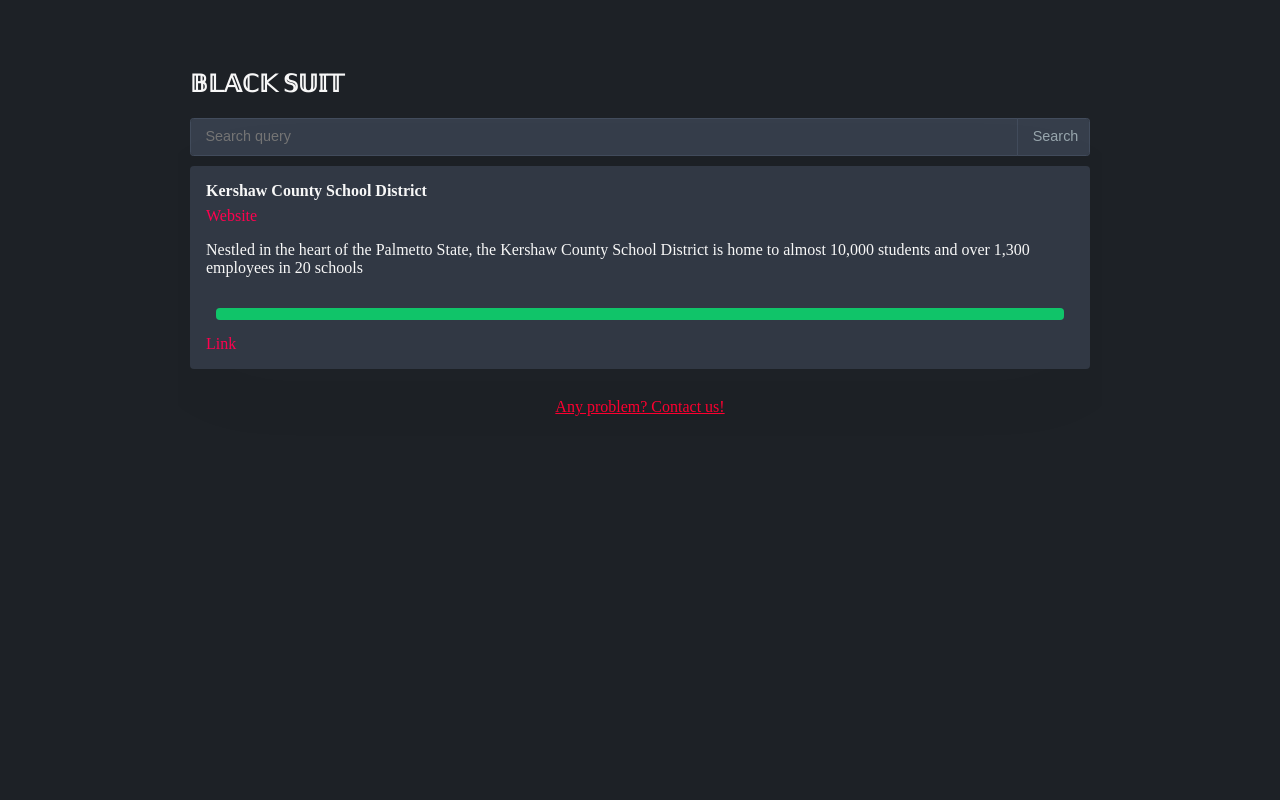 𝔹𝕃𝔸ℂ𝕂 𝕊𝕌𝕀𝕋
Search query
Search
Kershaw County School District
Website
Nestled in the heart of the Palmetto State, the Kershaw County School District is home to almost 10,000 students and over 1,300
employees in 20 schools
Link
Any problem? Contact us!